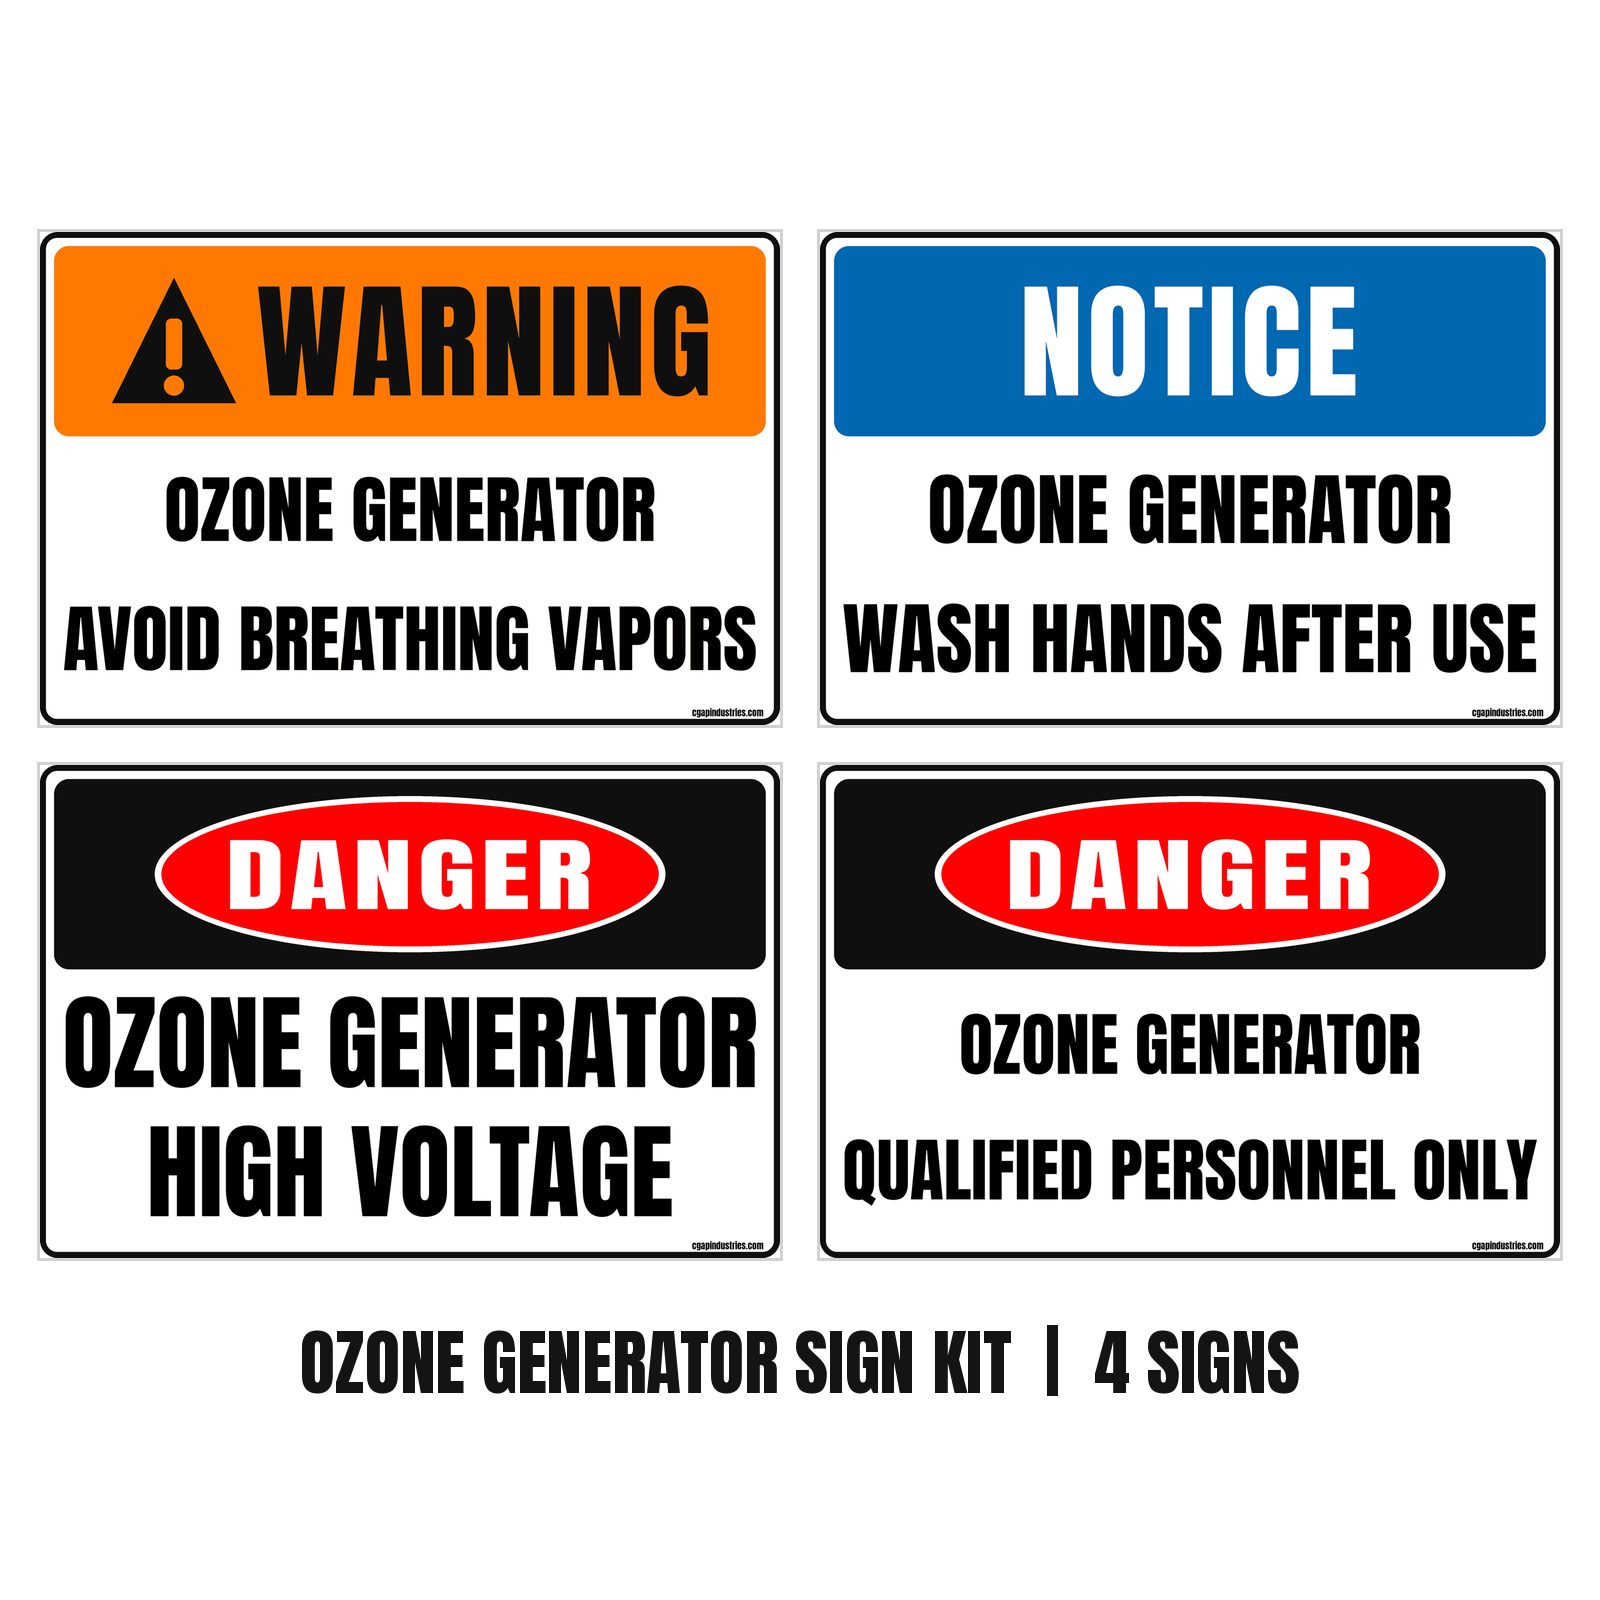 WARNING
OZONE GENERATOR
AVOID BREATHING VAPORS
cgapindustries.com
NOTICE
OZONE GENERATOR
WASH HANDS AFTER USE
cgapindustries.com
DANGER
OZONE GENERATOR
HIGH VOLTAGE
cgapindustries.com
DANGER
OZONE GENERATOR
QUALIFIED PERSONNEL ONLY
cgapindustries.com
OZONE GENERATOR SIGN KIT | 4 SIGNS